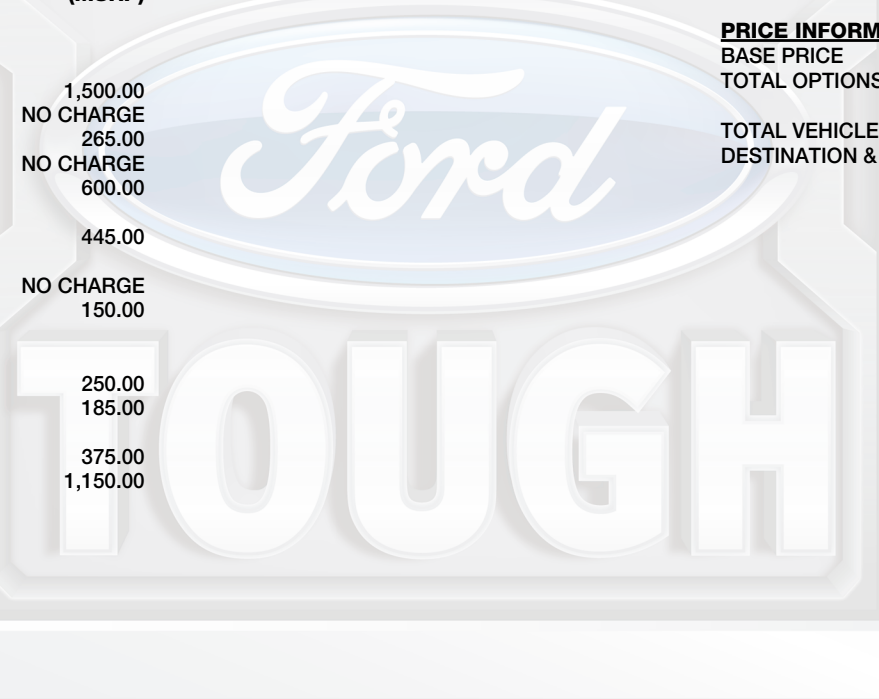 1,500.00
NO CHARGE
265.00
NO CHARGE
600.00
445.00
NO CHARGE
150.00
250.00
185.00
375.00
1,150.00
PRICE INFORM
BASE PRICE
TOTAL OPTIONS
TOTAL VEHICLE
DESTINATION &
Ford
TOUGH